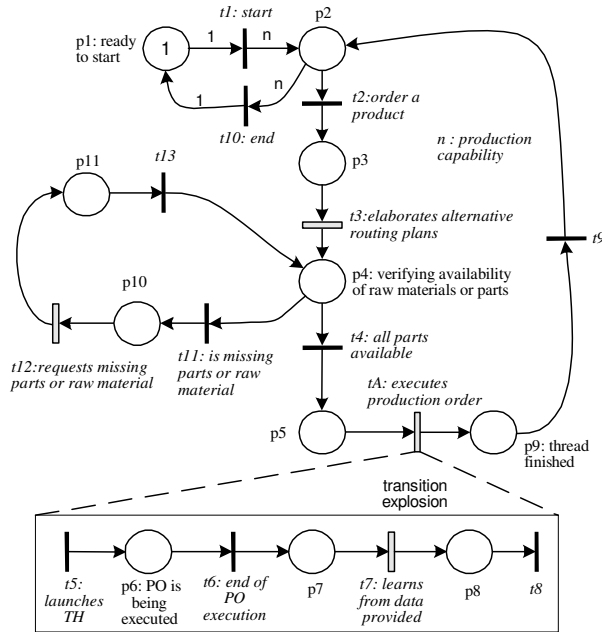 t1: start
p2
p1: ready
to start
1
1
n
n
1
t2:order a
product
t10: end
n : production
capability
p3
p11
t13
t3:elaborates alternative
routing plans
t9
p4: verifying availability
of raw materials or parts
p10
t12:requests missing
parts or raw material
t11: is missing
parts or raw
material
t4: all parts
available
tA: executes
production order
p5
p9: thread
finished
transition
explosion
t5:
launches
TH
p6: PO is
being
executed
t6: end of
PO
execution
p7
t7: learns
from data
provided
p8
t8